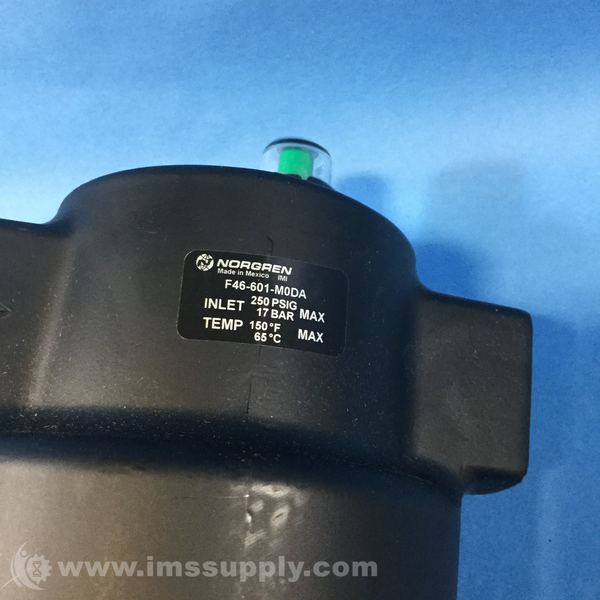 NORGREN
Made in Mexico IMI
F46-601-M0DA
INLET 250 PSIG MAX
17 BAR
TEMP 150°F MAX
65°C
www.imssupply.com